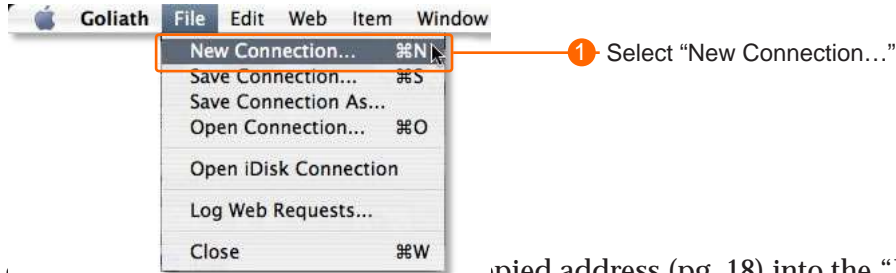 Goliath File Edit Web Item Window
New Connection... ⌘N
1 Select “New Connection…”
Save Connection... ⌘S
Save Connection As...
Open Connection... ⌘O
Open iDisk Connection
Log Web Requests...
Close ⌘W
address (pg. 18) into the “